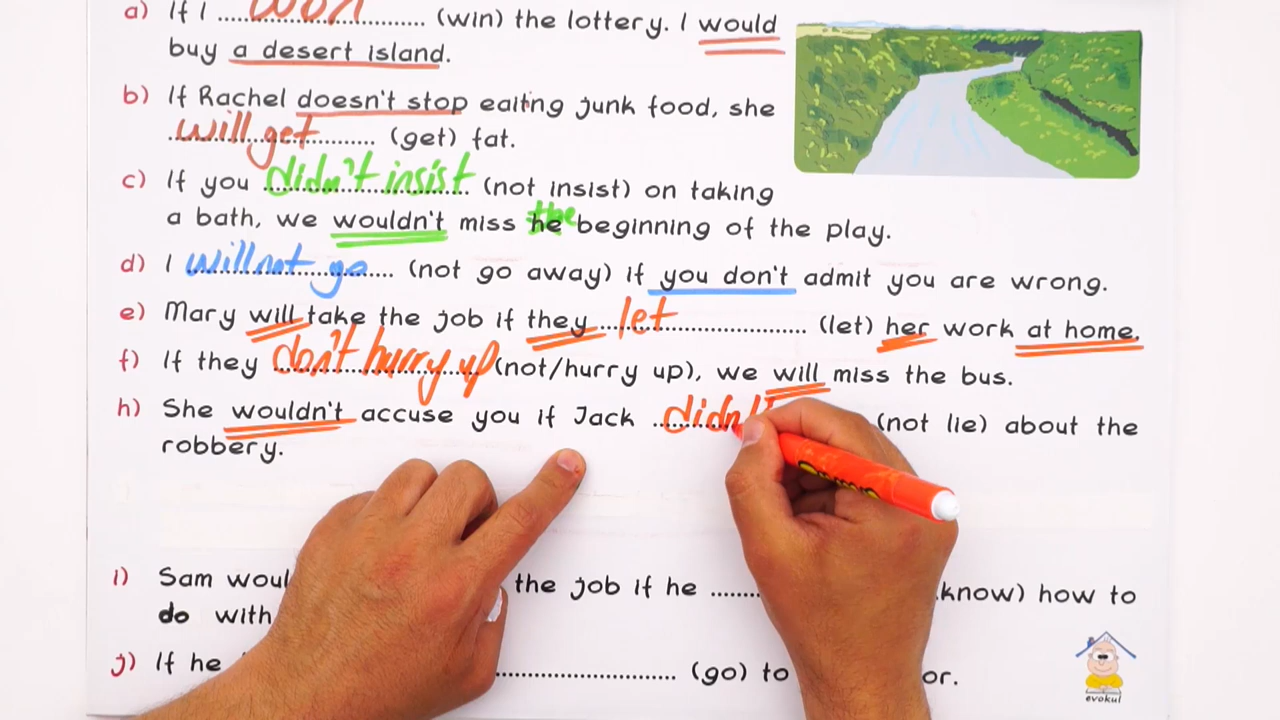 a) If I won ........ (win) the lottery. I would
buy a desert island.
b) If Rachel doesn't stop eaiting junk food, she
will get ........ (get) fat.
c) If you didn't insist (not insist) on taking
a bath, we wouldn't miss the he beginning of the play.
d) I will not go .... (not go away) if you don't admit you are wrong.
e) Mary will take the job if they let ............... (let) her work at home.
f) If they don't hurry up (not/hurry up), we will miss the bus.
h) She wouldn't accuse you if Jack ...didn't (not lie) about the
robbery.
i) Sam the job if he ...... know) how to
do with
j) If he ..................... (go) to
evokul